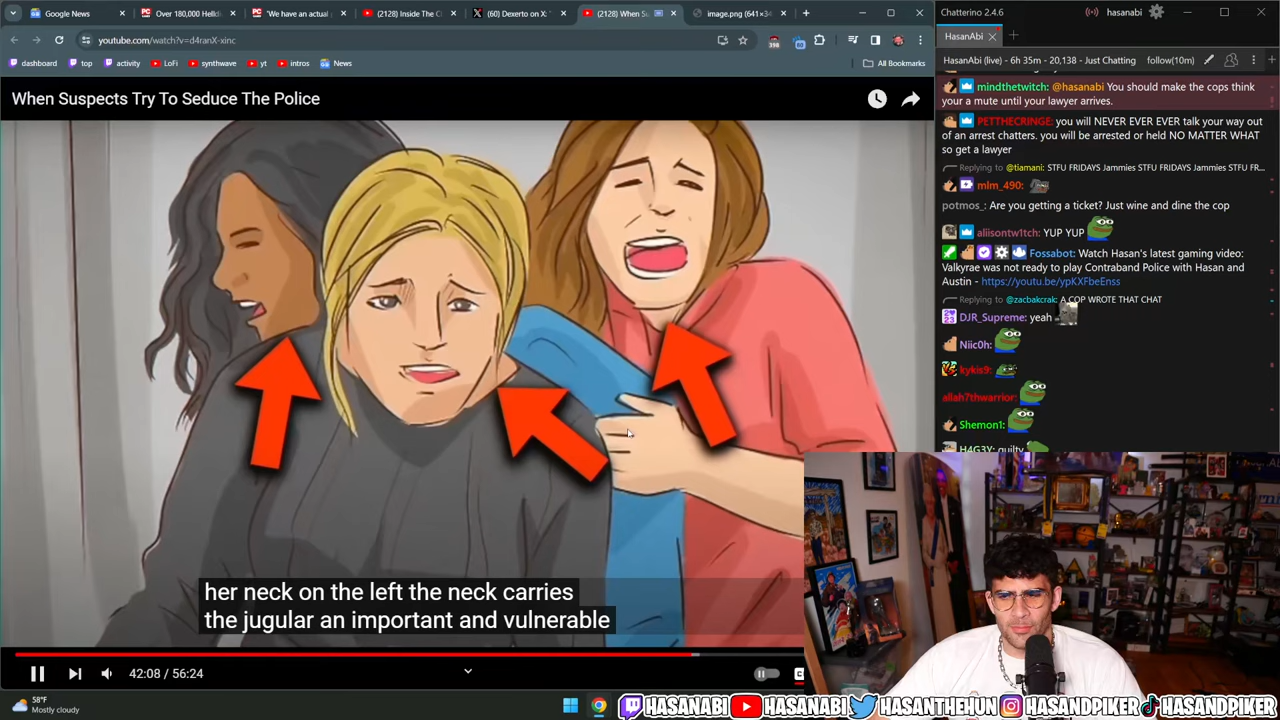 Google News
Over 180,000 Helldi
"We have an actual
(2128) Inside The C
(60) Dexerto on X: "
(2128) When S
image.png (641×34
youtube.com/watch?v=d4ranX-xinc
398
dashboard
top
activity
LoFi
synthwave
yt
intros
News
All Bookmarks
When Suspects Try To Seduce The Police
her neck on the left the neck carries
the jugular an important and vulnerable
42:08 / 56:24
58°F
Mostly cloudy
Chatterino 2.4.6
hasanabi
HasanAbi
HasanAbi (live) - 6h 35m - 20,138 - Just Chatting
follow(10m)
mindthetwitch: @hasanabi You should make the cops think
your a mute until your lawyer arrives.
PETTHECRINGE: you will NEVER EVER EVER talk your way out
of an arrest chatters. you will be arrested or held NO MATTER WHAT
so get a lawyer
Replying to @tiamani: STFU FRIDAYS Jammies STFU FRIDAYS Jammies STFU FR...
mlm_490:
potmos_: Are you getting a ticket? Just wine and dine the cop
aliisontw1tch: YUP YUP
Fossabot: Watch Hasan's latest gaming video:
Valkyrae was not ready to play Contraband Police with Hasan and
Austin - https://youtu.be/ypKXFbeEnss
Replying to @zacbakcrak: A COP WROTE THAT CHAT
DJR_Supreme: yeah
Niic0h:
kykis9:
allah7thwarrior:
Shemon1:
H4G3Y: guilty
HASANABI
HASANABI
HASANTHEHUN
HASANDPIKER
HASANDPIKER